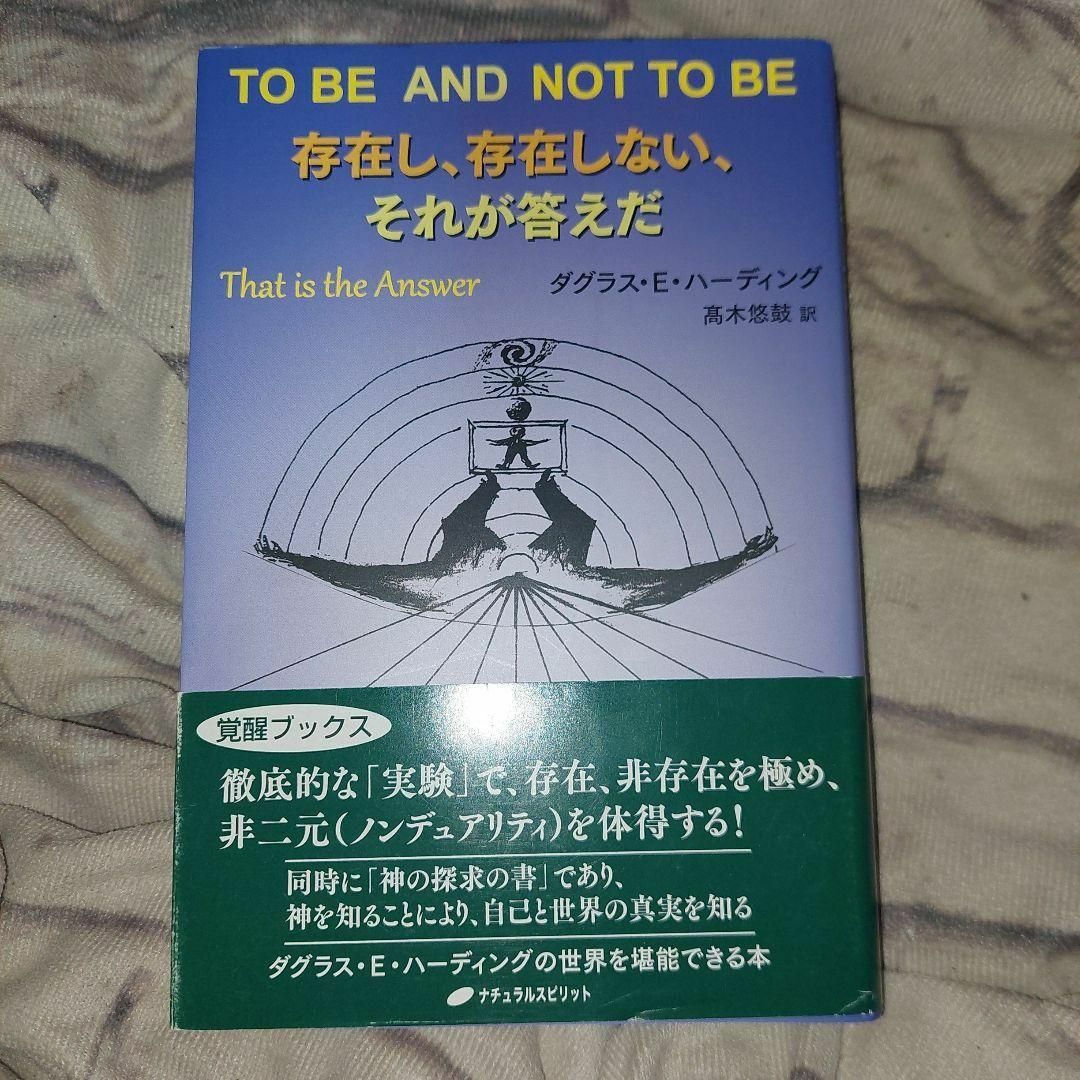 TO BE AND NOT TO BE
存在し、存在しない、
それが答えだ
That is the Answer
ダグラス・E・ハーディング
髙木悠鼓 訳
覚醒ブックス
徹底的な「実験」で、存在、非存在を極め、
非二元(ノンデュアリティ)を体得する!
同時に「神の探求の書」であり、
神を知ることにより、自己と世界の真実を知る
ダグラス・E・ハーディングの世界を堪能できる本
ナチュラルスピリット